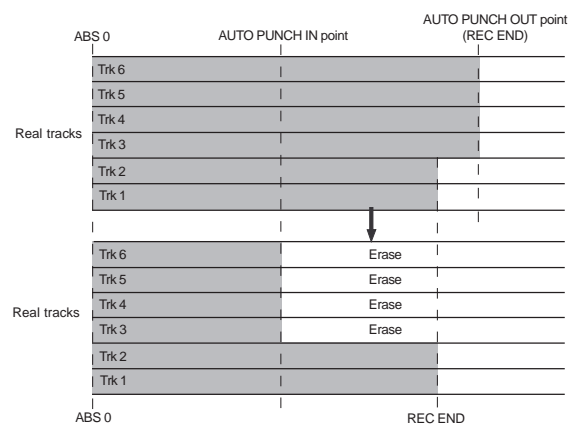 AUTO PUNCH OUT point
ABS 0 AUTO PUNCH IN point (REC END)
Trk 6
Trk 5
Trk 4
Real tracks
Trk 3
Trk 2
Trk 1
Trk 6 Erase
Trk 5 Erase
Trk 4 Erase
Real tracks
Trk 3 Erase
Trk 2
Trk 1
ABS 0 REC END